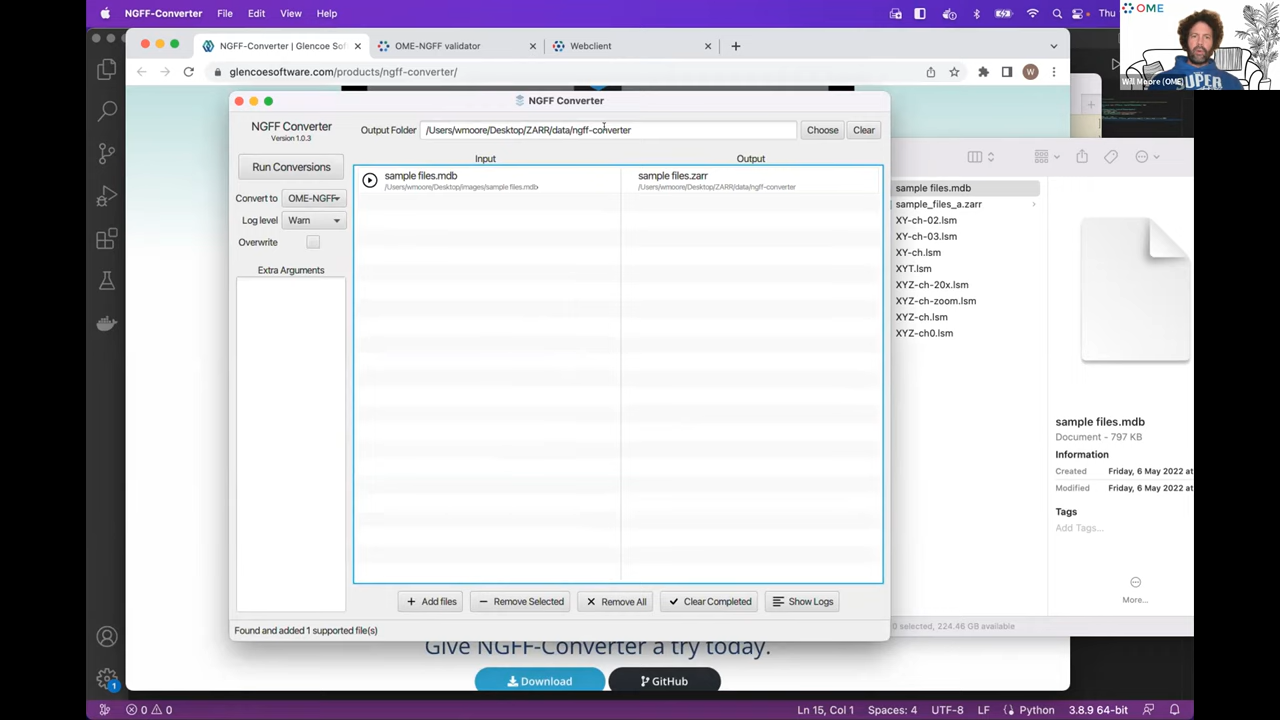 NGFF-Converter File Edit View Help
Thu
OME
Will Moore (OME)
SUPER
NGFF-Converter | Glencoe Sof
OME-NGFF validator
Webclient
glencoesoftware.com/products/ngff-converter/
W
NGFF Converter
NGFF Converter
Version 1.0.3
Output Folder /Users/wmoore/Desktop/ZARR/data/ngff-converter Choose Clear
Run Conversions
Convert to OME-NGFF
Log level Warn
Overwrite
Extra Arguments
Input Output
sample files.mdb
/Users/wmoore/Desktop/images/sample files.mdb
sample files.zarr
/Users/wmoore/Desktop/ZARR/data/ngff-converter
Add files Remove Selected Remove All Clear Completed Show Logs
Found and added 1 supported file(s)
sample files.mdb
sample_files_a.zarr
XY-ch-02.lsm
XY-ch-03.lsm
XY-ch.lsm
XYT.lsm
XYZ-ch-20x.lsm
XYZ-ch-zoom.lsm
XYZ-ch.lsm
XYZ-ch0.lsm
sample files.mdb
Document - 797 KB
Information
Created Friday, 6 May 2022 at
Modified Friday, 6 May 2022 at
Tags
Add Tags...
More...
0 selected, 224.46 GB available
Give NGFF-Converter a try today.
Download GitHub
1
0 0
Ln 15, Col 1 Spaces: 4 UTF-8 LF Python 3.8.9 64-bit